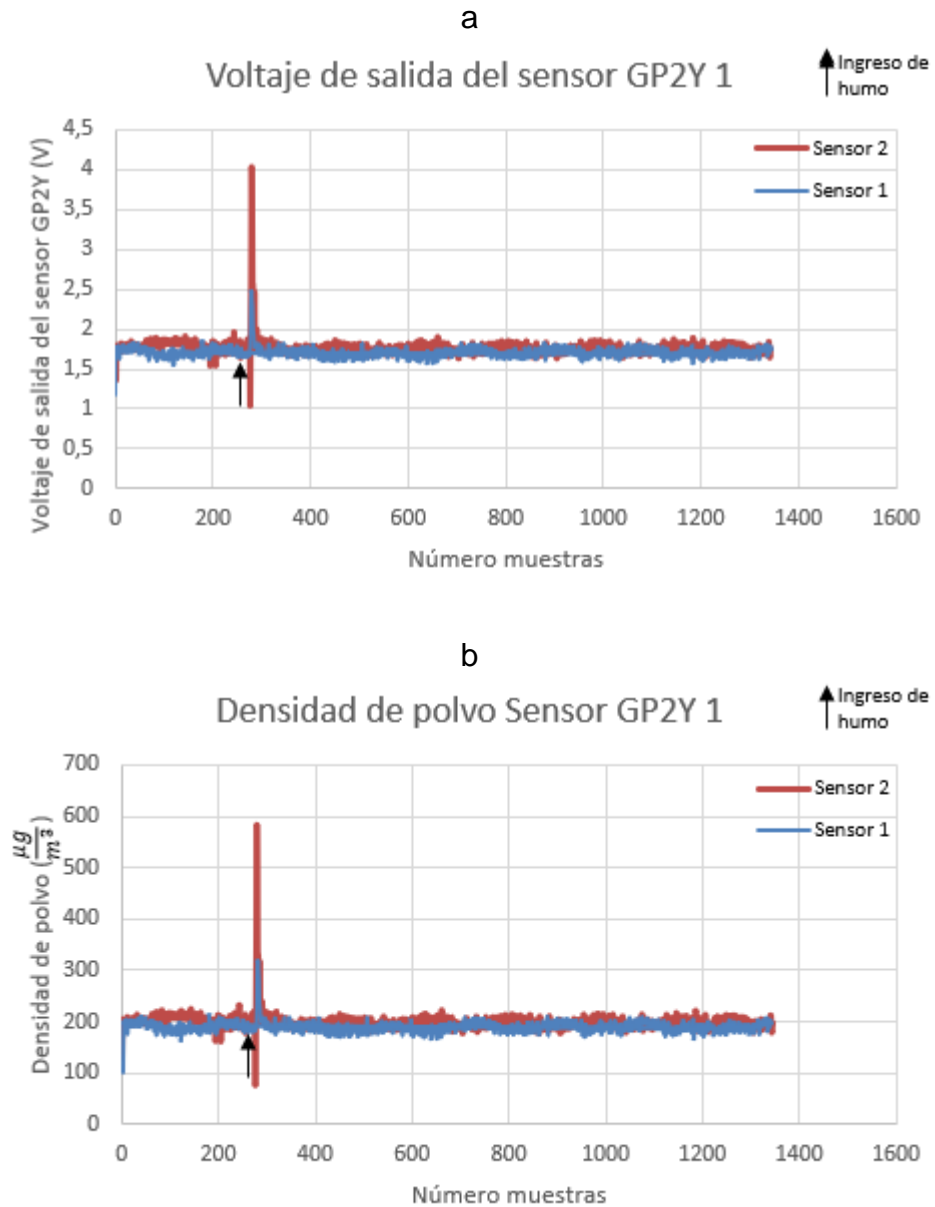 a
Voltaje de salida del sensor GP2Y 1
Ingreso de
humo
Voltaje de salida del sensor GP2Y (V)
4,5
4
3,5
3
2,5
2
1,5
1
0,5
0
Sensor 2
Sensor 1
0 200 400 600 800 1000 1200 1400 1600
Número muestras
b
Densidad de polvo Sensor GP2Y 1
Ingreso de
humo
Densidad de polvo (μg/m³)
700
600
500
400
300
200
100
0
Sensor 2
Sensor 1
0 200 400 600 800 1000 1200 1400 1600
Número muestras